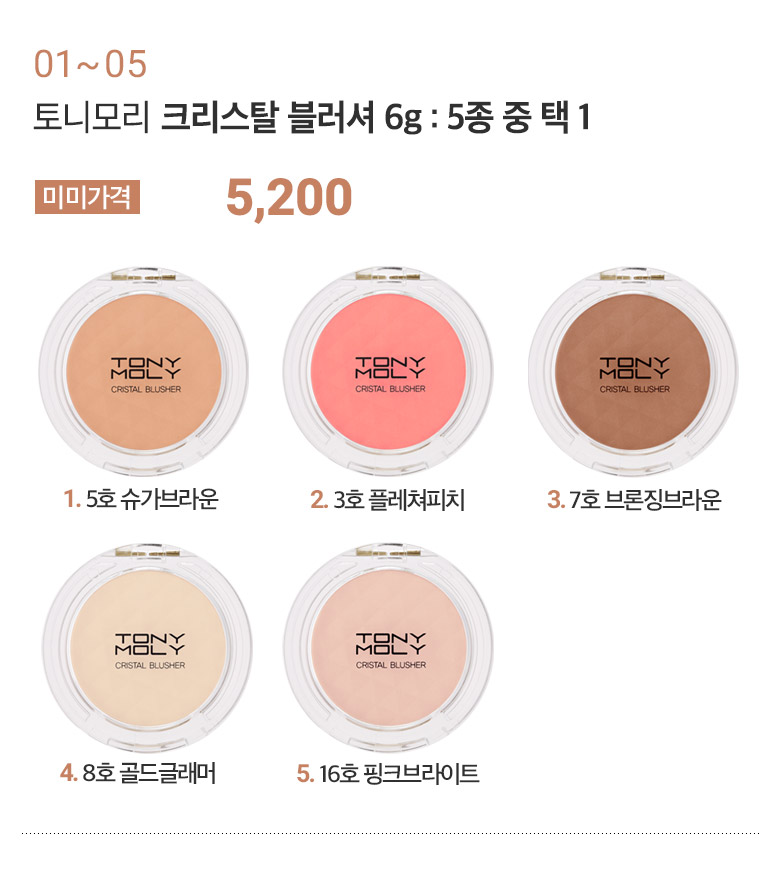 01~05
토니모리 크리스탈 블러셔 6g : 5종 중 택 1
미미가격 5,200
TONY MOLY
CRISTAL BLUSHER
TONY MOLY
CRISTAL BLUSHER
TONY MOLY
CRISTAL BLUSHER
1. 5호 슈가브라운
2. 3호 플레쳐피치
3. 7호 브론징브라운
TONY MOLY
CRISTAL BLUSHER
TONY MOLY
CRISTAL BLUSHER
4. 8호 골드글래머
5. 16호 핑크브라이트